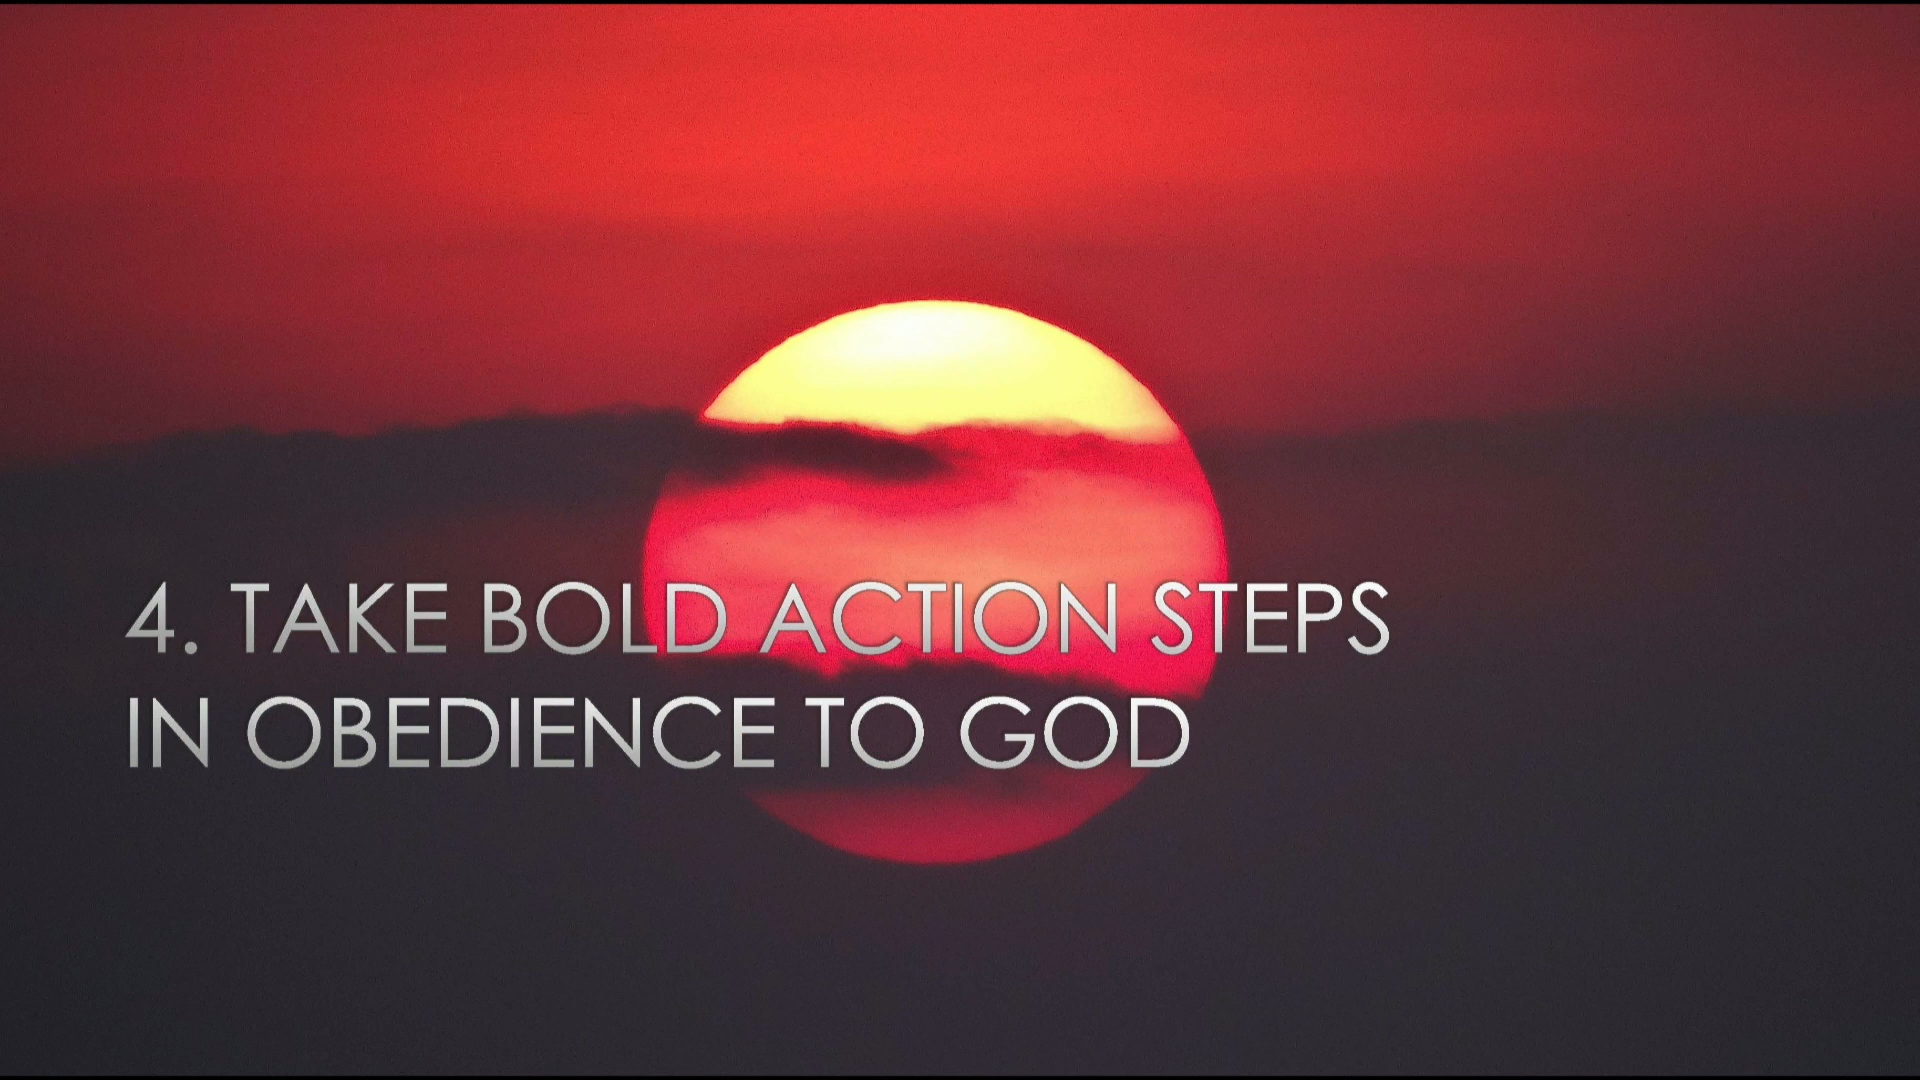 4. TAKE BOLD ACTION STEPS
IN OBEDIENCE TO GOD